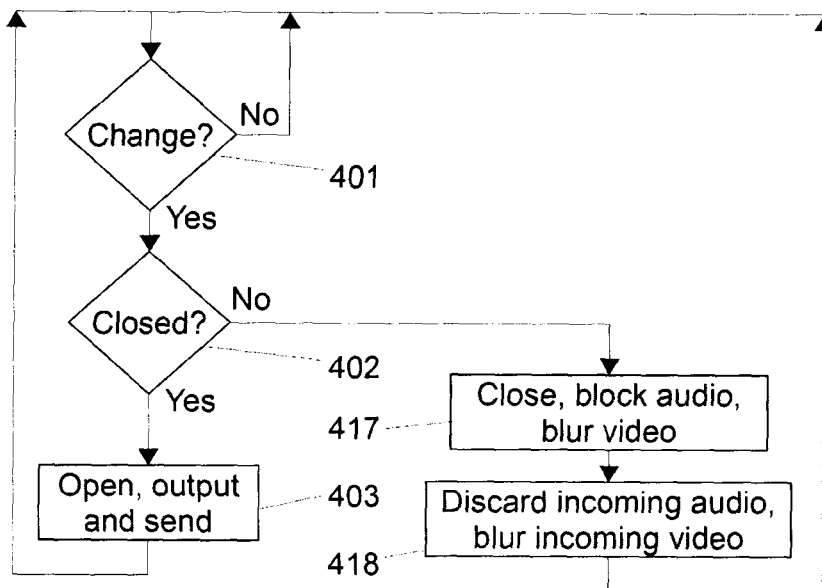 No
Change?
401
Yes
No
Closed?
402
Yes
Close, block audio,
blur video
417
Open, output
and send
403
Discard incoming audio,
blur incoming video
418